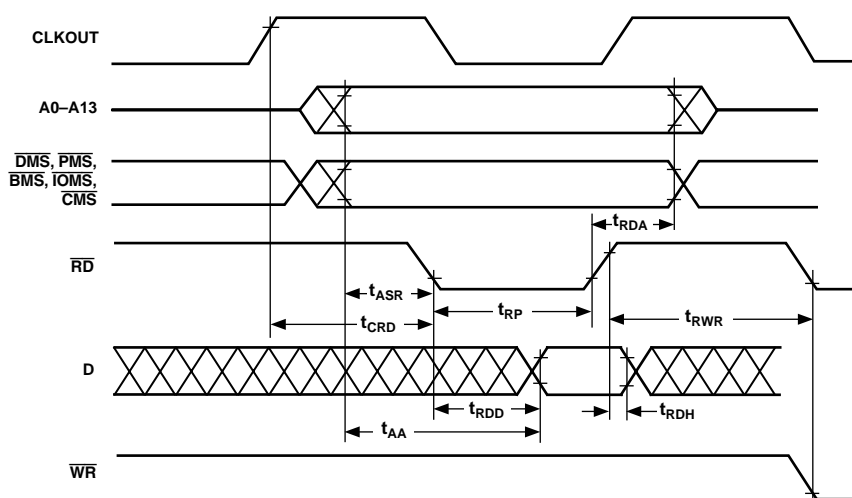 CLKOUT
A0–A13
DMS, PMS,
BMS, IOMS,
CMS
tRDA
RD
tASR
tRP
tCRD
tRWR
D
tRDD
tRDH
tAA
WR